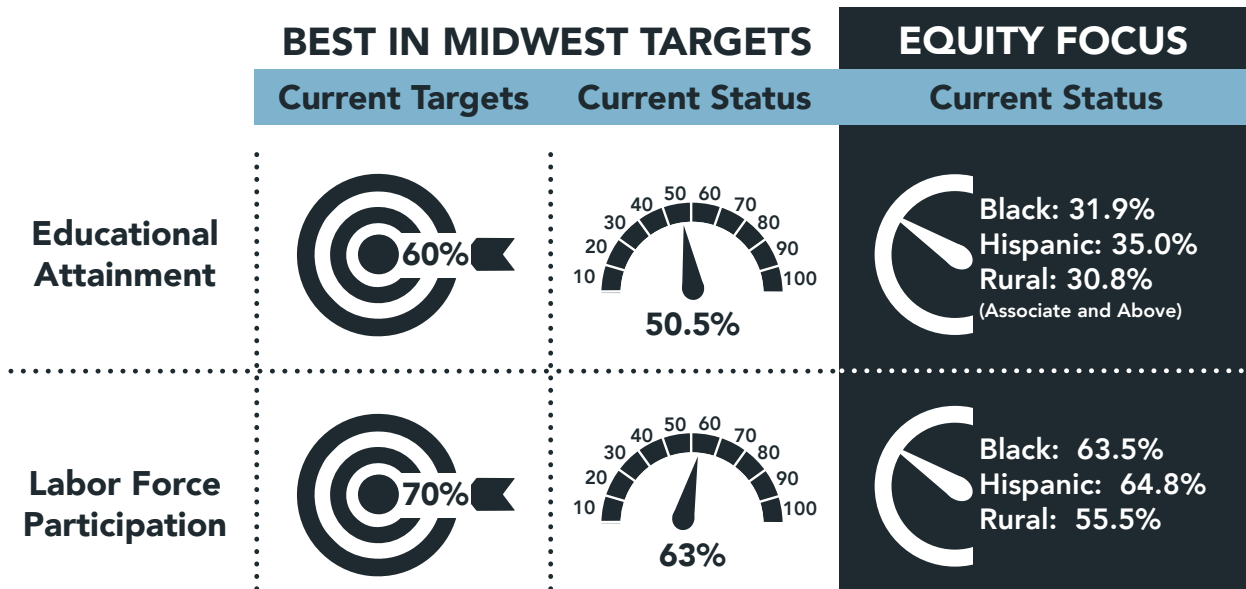 BEST IN MIDWEST TARGETS
EQUITY FOCUS
Current Targets
Current Status
Current Status
Educational
Attainment
60%
10
20
30
40
50
60
70
80
90
100
50.5%
Black: 31.9%
Hispanic: 35.0%
Rural: 30.8%
(Associate and Above)
Labor Force
Participation
70%
10
20
30
40
50
60
70
80
90
100
63%
Black: 63.5%
Hispanic: 64.8%
Rural: 55.5%